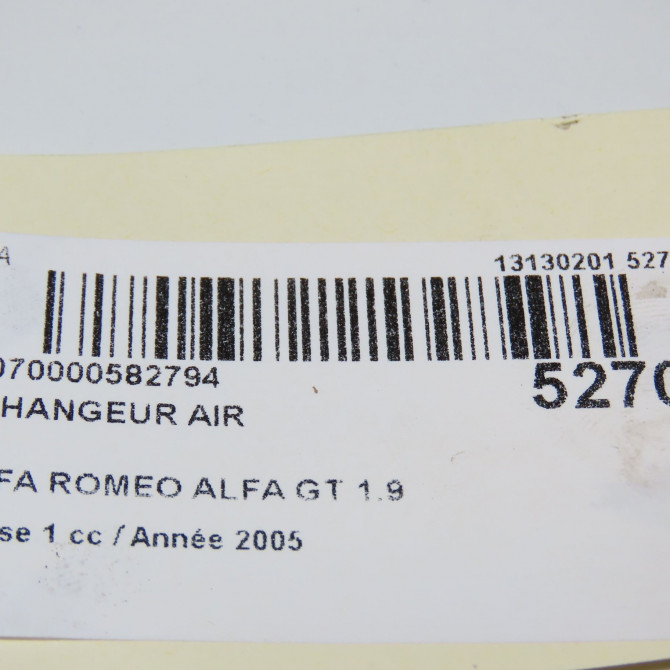 A
13130201 527
070000582794
5270
HANGEUR AIR
FA ROMEO ALFA GT 1.9
se 1 cc / Année 2005